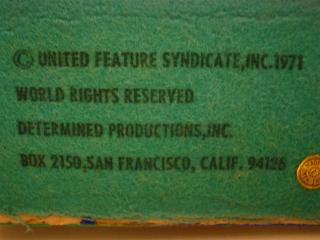 © UNITED FEATURE SYNDICATE,INC.1971
WORLD RIGHTS RESERVED
DETERMINED PRODUCTIONS,INC.
BOX 2150,SAN FRANCISCO, CALIF. 94126